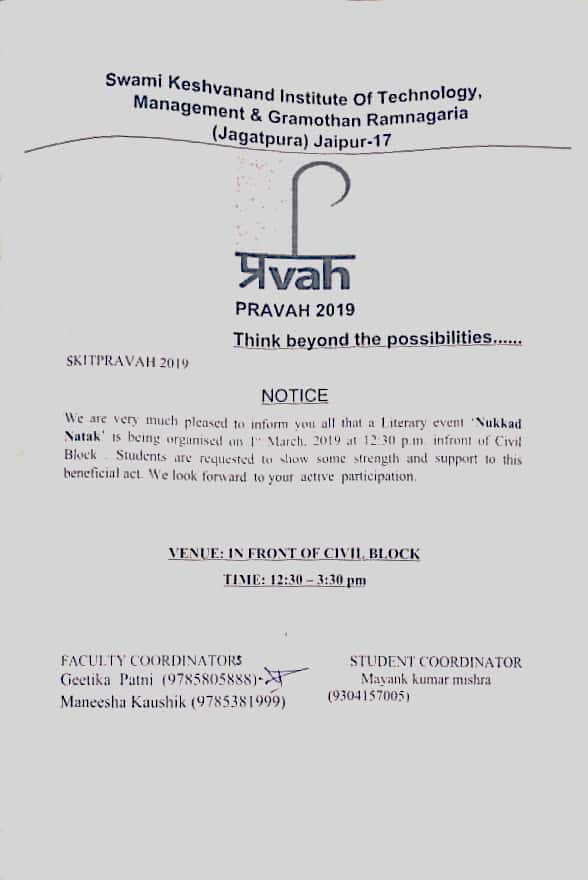 Swami Keshvanand Institute Of Technology,
Management & Gramothan Ramnagaria
(Jagatpura) Jaipur-17
प्रvah
PRAVAH 2019
Think beyond the possibilities......
SKITPRAVAH 2019
NOTICE
We are very much pleased to inform you all that a Literary event 'Nukkad
Natak' is being organised on 1st March, 2019 at 12:30 p.m. infront of Civil
Block . Students are requested to show some strength and support to this
beneficial act. We look forward to your active participation.
VENUE: IN FRONT OF CIVIL BLOCK
TIME: 12:30 – 3:30 pm
FACULTY COORDINATORS
Geetika Patni (9785805888)-
Maneesha Kaushik (9785381999)
STUDENT COORDINATOR
Mayank kumar mishra
(9304157005)